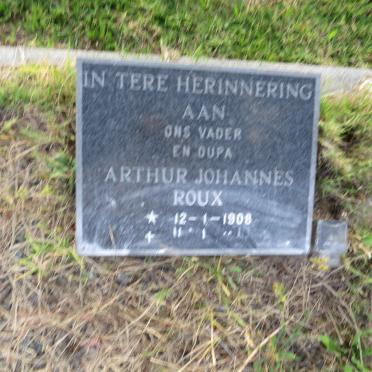 IN TERE HERINNERING
AAN
ONS VADER
EN OUPA
ARTHUR JOHANNES
ROUX
★ 12-1-1908